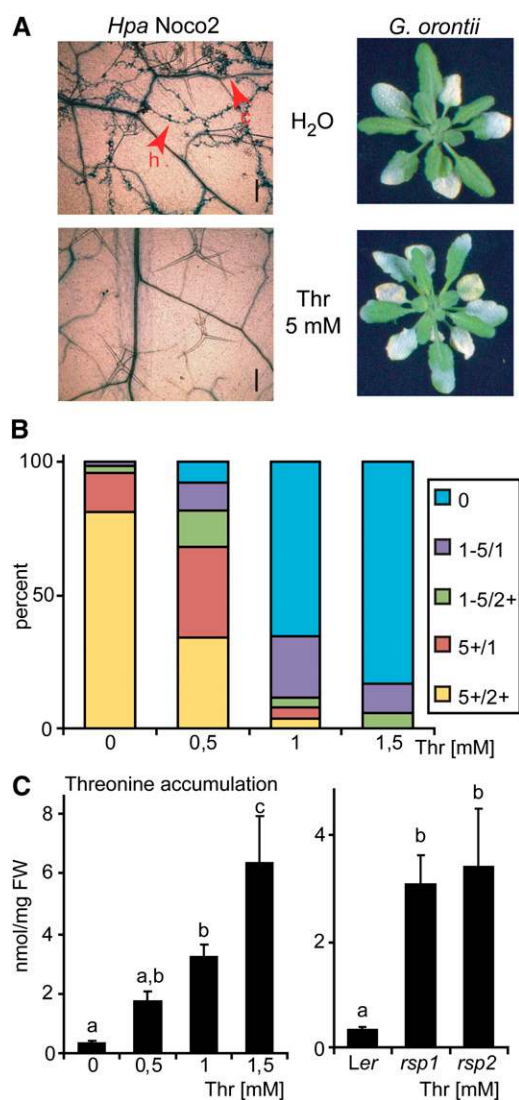 A
Hpa Noco2
G. orontii
c
h
H2O
Thr
5 mM
B
100
50
0
percent
0
0,5
1
1,5
Thr [mM]
0
1-5/1
1-5/2+
5+/1
5+/2+
C
Threonine accumulation
nmol/mg FW
8
6
4
2
0
a
a,b
b
c
0
0,5
1
1,5
Thr [mM]
4
2
0
a
b
b
Ler
rsp1
rsp2
Thr [mM]